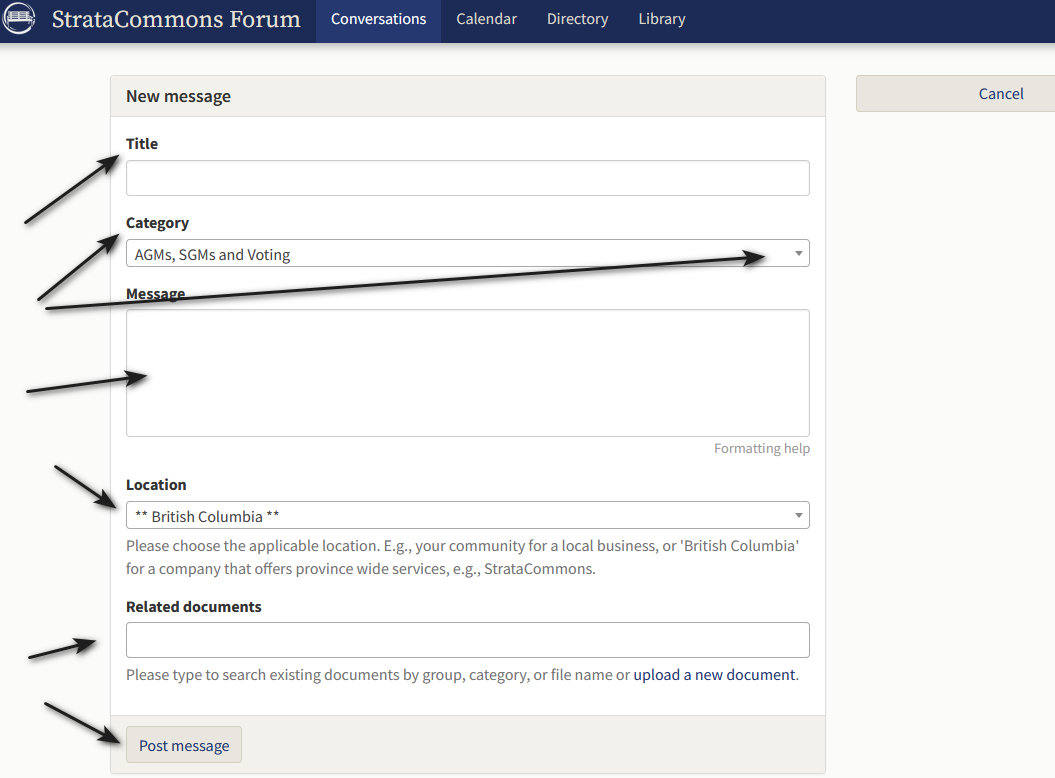 StrataCommons Forum Conversations Calendar Directory Library
New message
Cancel
Title
Category
AGMs, SGMs and Voting
Message
Formatting help
Location
** British Columbia **
Please choose the applicable location. E.g., your community for a local business, or 'British Columbia'
for a company that offers province wide services, e.g., StrataCommons.
Related documents
Please type to search existing documents by group, category, or file name or upload a new document.
Post message